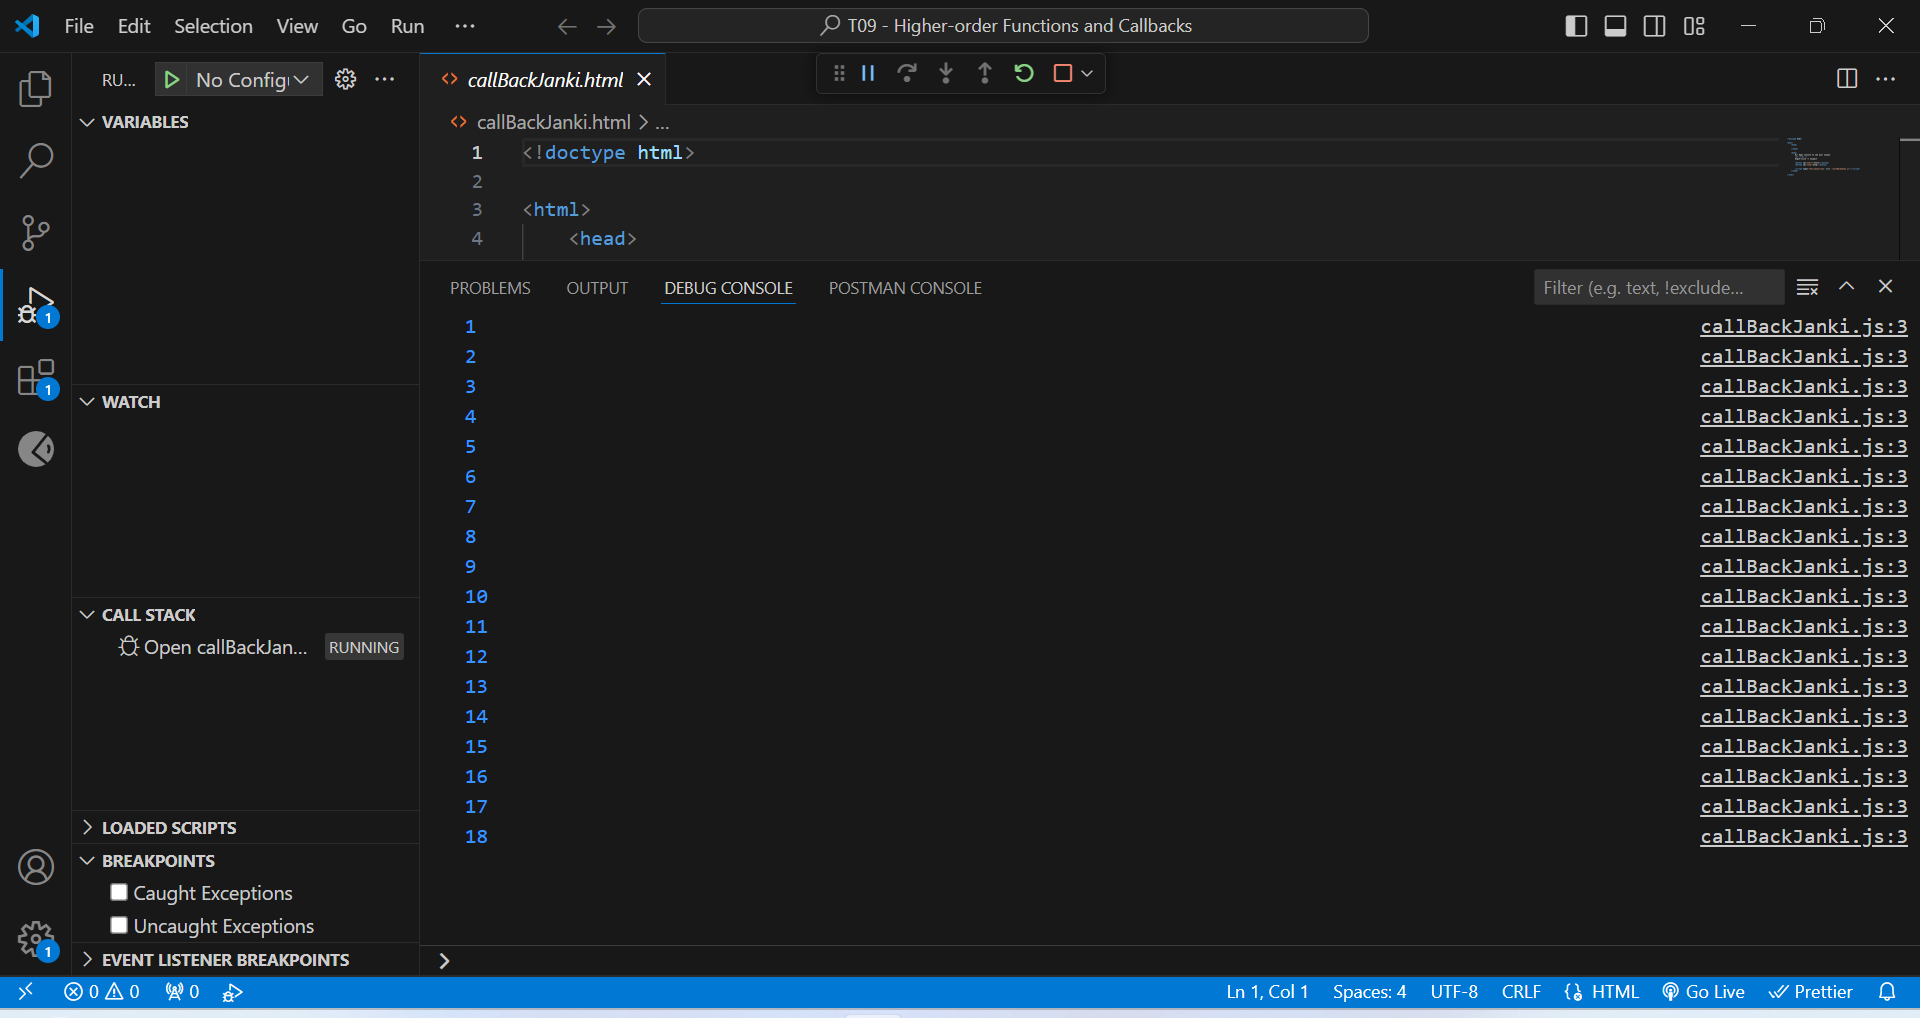 File Edit Selection View Go Run ···
T09 - Higher-order Functions and Callbacks
RU... No Config
callBackJanki.html
callBackJanki.html > ...
VARIABLES
1 <!doctype html>
2
3 <html>
4 <head>
PROBLEMS OUTPUT DEBUG CONSOLE POSTMAN CONSOLE
Filter (e.g. text, !exclude...
1 callBackJanki.js:3
2 callBackJanki.js:3
3 callBackJanki.js:3
4 callBackJanki.js:3
5 callBackJanki.js:3
6 callBackJanki.js:3
7 callBackJanki.js:3
8 callBackJanki.js:3
9 callBackJanki.js:3
10 callBackJanki.js:3
11 callBackJanki.js:3
12 callBackJanki.js:3
13 callBackJanki.js:3
14 callBackJanki.js:3
15 callBackJanki.js:3
16 callBackJanki.js:3
17 callBackJanki.js:3
18 callBackJanki.js:3
1
1
WATCH
CALL STACK
Open callBackJan... RUNNING
LOADED SCRIPTS
BREAKPOINTS
Caught Exceptions
Uncaught Exceptions
1
EVENT LISTENER BREAKPOINTS
>
0 0 0
Ln 1, Col 1 Spaces: 4 UTF-8 CRLF HTML Go Live Prettier